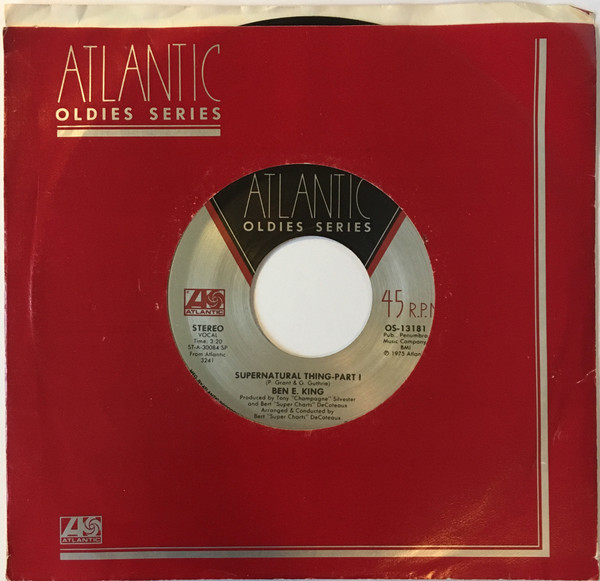 ATLANTIC
OLDIES SERIES
ATLANTIC
OLDIES SERIES
45 R.P.M
ATLANTIC
STEREO
VOCAL
Time: 3:20
ST-A-30084 SP
From Atlantic
3241
OS-13181
Pub., Penumbra
Music Company,
BMI
℗ 1975 Atlan
SUPERNATURAL THING-PART I
(P. Grant & G. Guthrie)
BEN E. KING
Produced by Tony "Champagne" Silvester
and Bert "Super Charts" DeCoteaux
Arranged & Conducted by
Bert "Super Charts" DeCoteaux
ATLANTIC